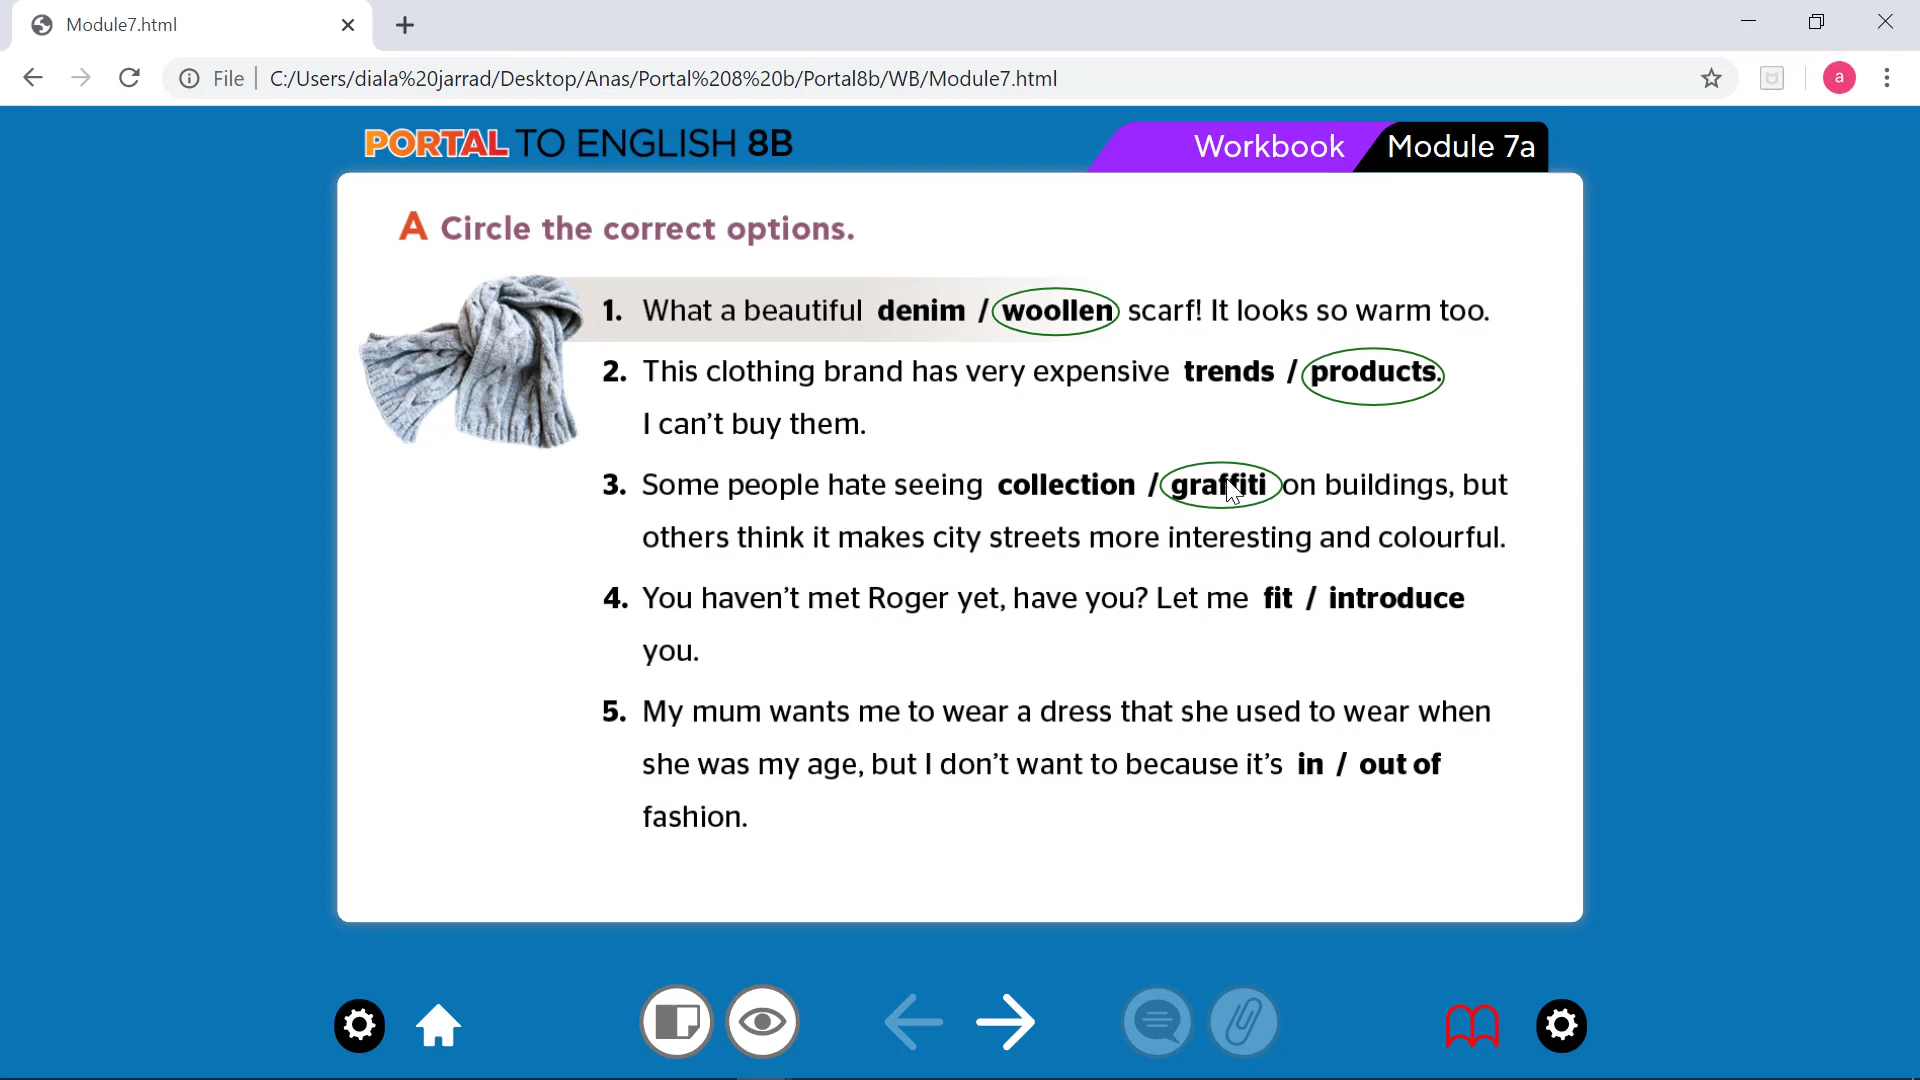 Module7.html
File
C:/Users/diala%20jarrad/Desktop/Anas/Portal%208%20b/Portal8b/WB/Module7.html
a
PORTAL TO ENGLISH 8B
Workbook
Module 7a
A Circle the correct options.
1. What a beautiful denim / woollen scarf! It looks so warm too.
2. This clothing brand has very expensive trends / products.
I can't buy them.
3. Some people hate seeing collection / graffiti on buildings, but
others think it makes city streets more interesting and colourful.
4. You haven't met Roger yet, have you? Let me fit / introduce
you.
5. My mum wants me to wear a dress that she used to wear when
she was my age, but I don't want to because it's in / out of
fashion.